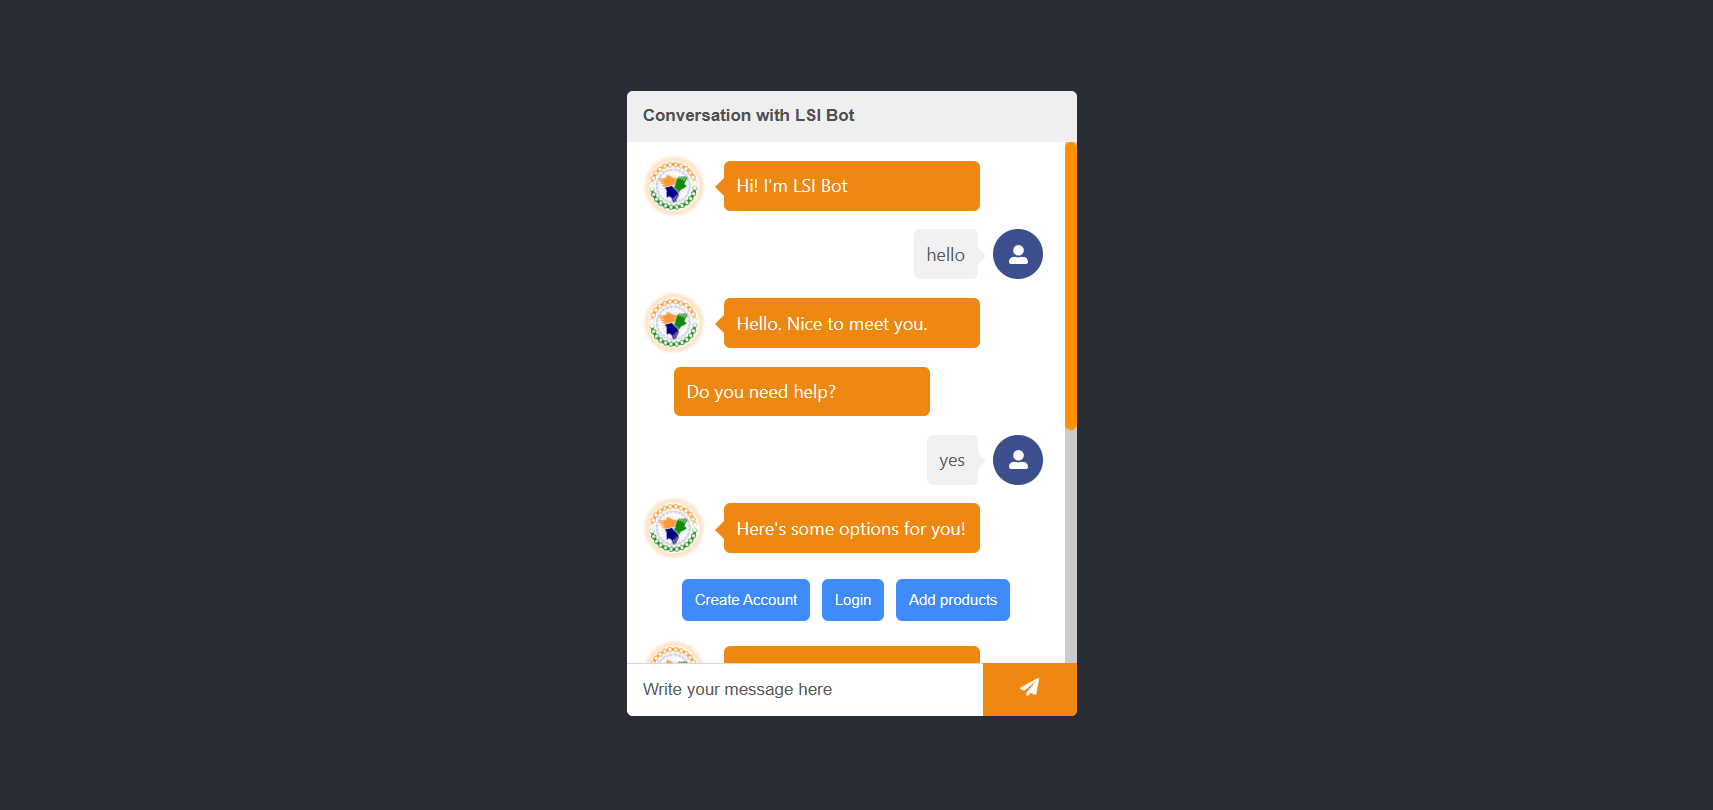 Conversation with LSI Bot
Hi! I'm LSI Bot
hello
Hello. Nice to meet you.
Do you need help?
yes
Here's some options for you!
Create Account
Login
Add products
Write your message here